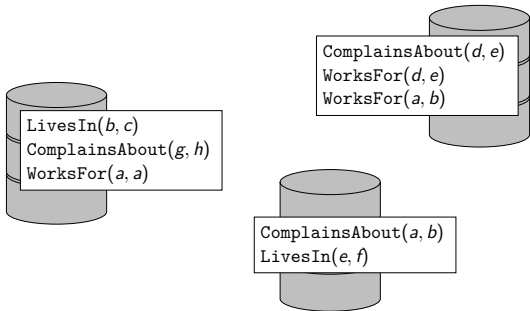 ComplainsAbout(d, e)
WorksFor(d, e)
WorksFor(a, b)
LivesIn(b, c)
ComplainsAbout(g, h)
WorksFor(a, a)
ComplainsAbout(a, b)
LivesIn(e, f)